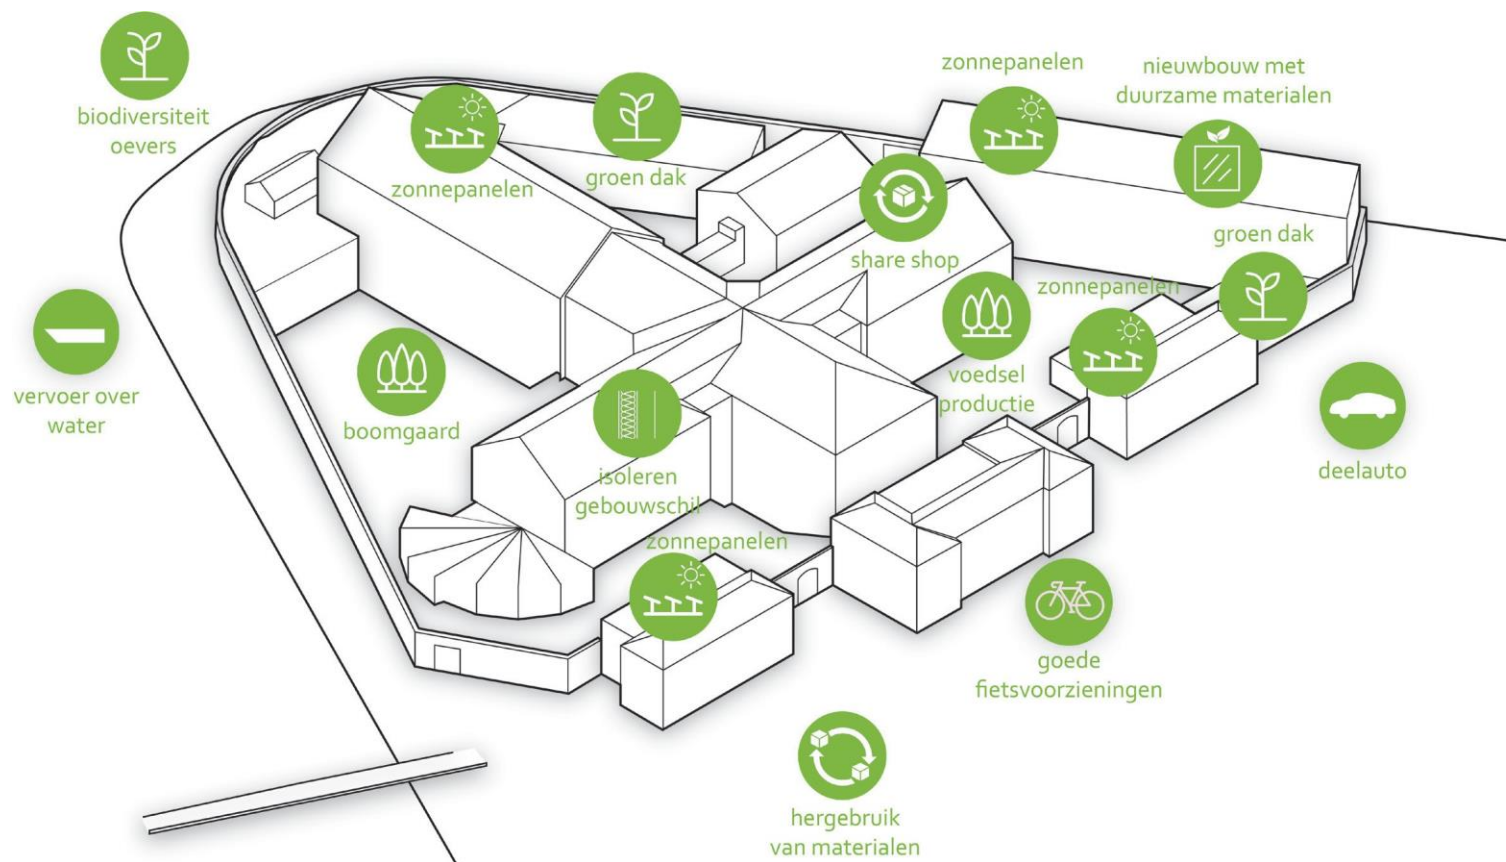 biodiversiteit
oevers
zonnepanelen
groen dak
zonnepanelen
nieuwbouw met
duurzame materialen
share shop
groen dak
zonnepanelen
vervoer over
water
boomgaard
voedsel
productie
deelauto
isoleren
gebouwschil
zonnepanelen
goede
fietsvoorzieningen
hergebruik
van materialen